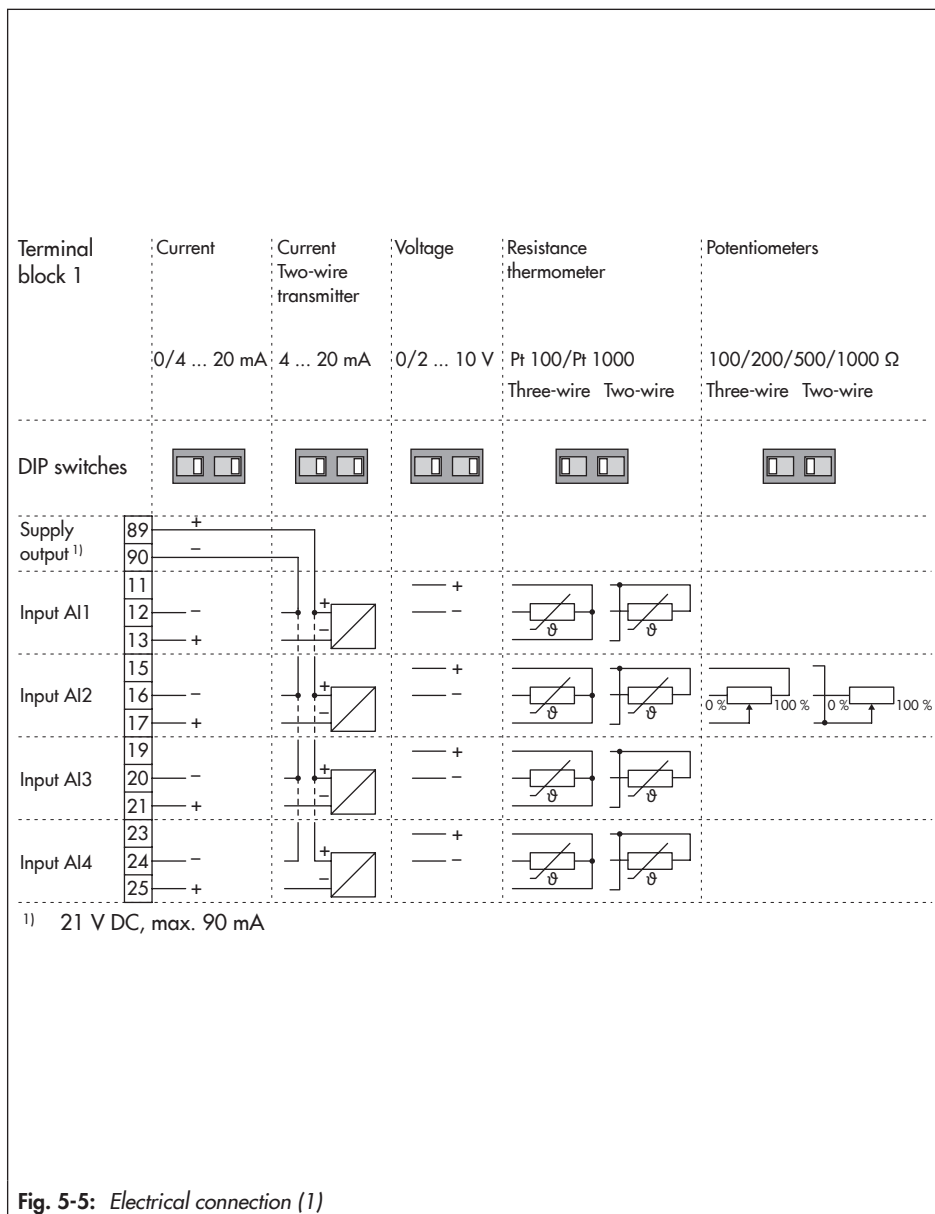 Terminal block 1
Current
Current Two-wire transmitter
Voltage
Resistance thermometer
Potentiometers
0/4 ... 20 mA
4 ... 20 mA
0/2 ... 10 V
Pt 100/Pt 1000
100/200/500/1000 Ω
Three-wire Two-wire
Three-wire Two-wire
DIP switches
Supply output 1)
89 +
90 –
Input AI1
11 +
12 – + –
13 + – ϑ ϑ
Input AI2
15 +
16 – + –
17 + – ϑ ϑ 0 % 100 % 0 % 100 %
Input AI3
19 +
20 – + –
21 + – ϑ ϑ
Input AI4
23 +
24 – + –
25 + – ϑ ϑ
1) 21 V DC, max. 90 mA
Fig. 5-5: Electrical connection (1)